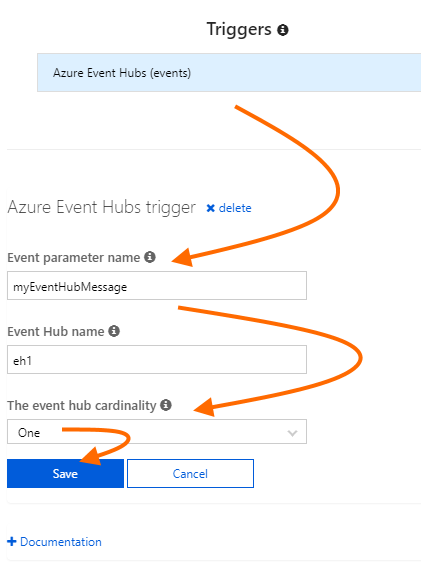 Triggers
Azure Event Hubs (events)
Azure Event Hubs trigger × delete
Event parameter name
myEventHubMessage
Event Hub name
eh1
The event hub cardinality
One
Save Cancel
+ Documentation